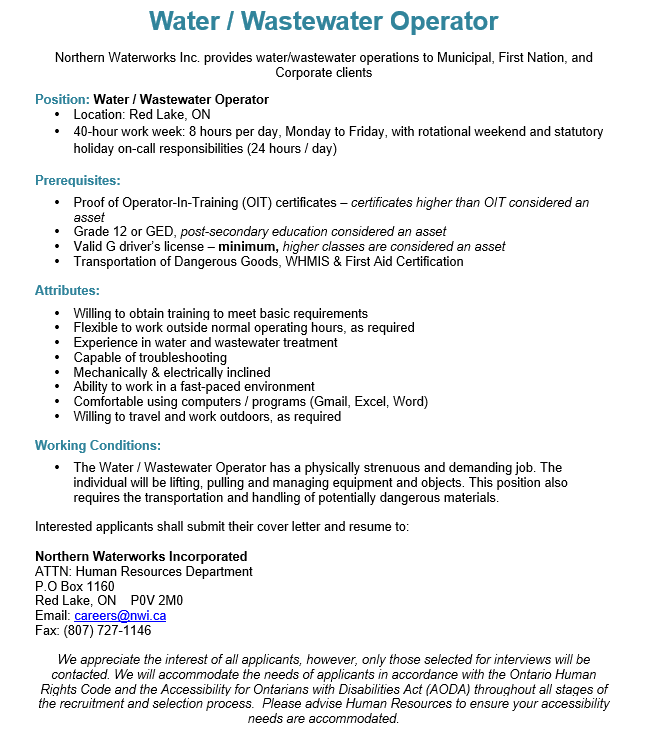 Water / Wastewater Operator
Northern Waterworks Inc. provides water/wastewater operations to Municipal, First Nation, and
Corporate clients
Position: Water / Wastewater Operator
• Location: Red Lake, ON
• 40-hour work week: 8 hours per day, Monday to Friday, with rotational weekend and statutory
holiday on-call responsibilities (24 hours / day)
Prerequisites:
• Proof of Operator-In-Training (OIT) certificates – certificates higher than OIT considered an
asset
• Grade 12 or GED, post-secondary education considered an asset
• Valid G driver's license – minimum, higher classes are considered an asset
• Transportation of Dangerous Goods, WHMIS & First Aid Certification
Attributes:
• Willing to obtain training to meet basic requirements
• Flexible to work outside normal operating hours, as required
• Experience in water and wastewater treatment
• Capable of troubleshooting
• Mechanically & electrically inclined
• Ability to work in a fast-paced environment
• Comfortable using computers / programs (Gmail, Excel, Word)
• Willing to travel and work outdoors, as required
Working Conditions:
• The Water / Wastewater Operator has a physically strenuous and demanding job. The
individual will be lifting, pulling and managing equipment and objects. This position also
requires the transportation and handling of potentially dangerous materials.
Interested applicants shall submit their cover letter and resume to:
Northern Waterworks Incorporated
ATTN: Human Resources Department
P.O Box 1160
Red Lake, ON P0V 2M0
Email: careers@nwi.ca
Fax: (807) 727-1146
We appreciate the interest of all applicants, however, only those selected for interviews will be
contacted. We will accommodate the needs of applicants in accordance with the Ontario Human
Rights Code and the Accessibility for Ontarians with Disabilities Act (AODA) throughout all stages of
the recruitment and selection process. Please advise Human Resources to ensure your accessibility
needs are accommodated.